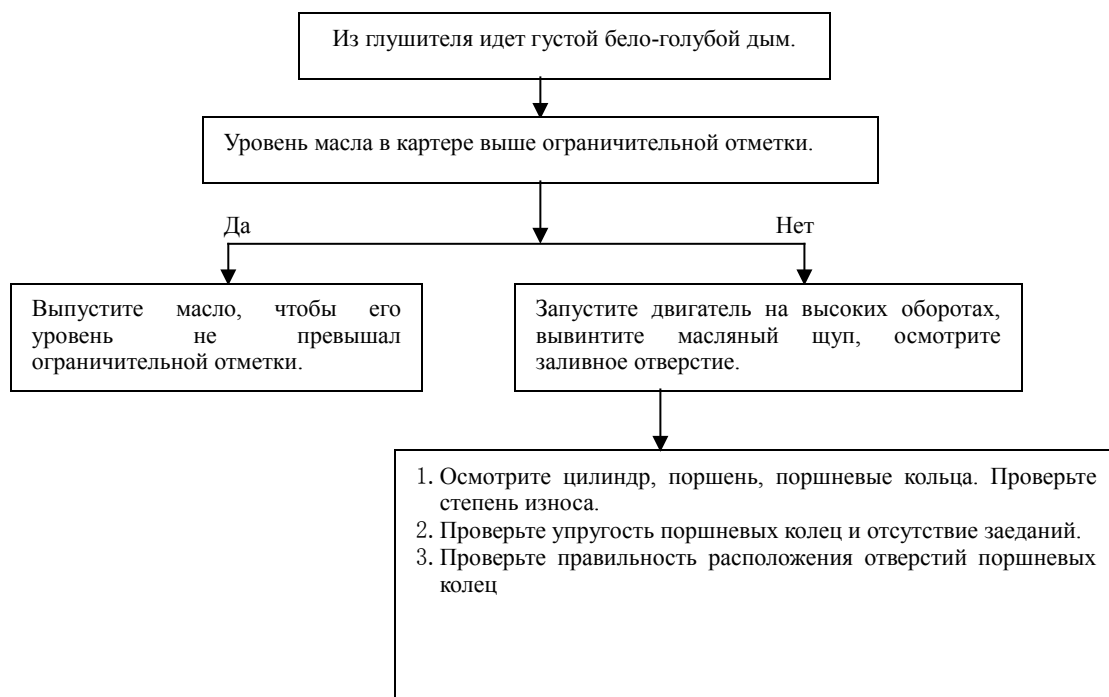 Из глушителя идет густой бело-голубой дым.
Уровень масла в картере выше ограничительной отметки.
Да
Нет
Выпустите масло, чтобы его
уровень не превышал
ограничительной отметки.
Запустите двигатель на высоких оборотах,
вывинтите масляный щуп, осмотрите
заливное отверстие.
1. Осмотрите цилиндр, поршень, поршневые кольца. Проверьте
степень износа.
2. Проверьте упругость поршневых колец и отсутствие заеданий.
3. Проверьте правильность расположения отверстий поршневых
колец